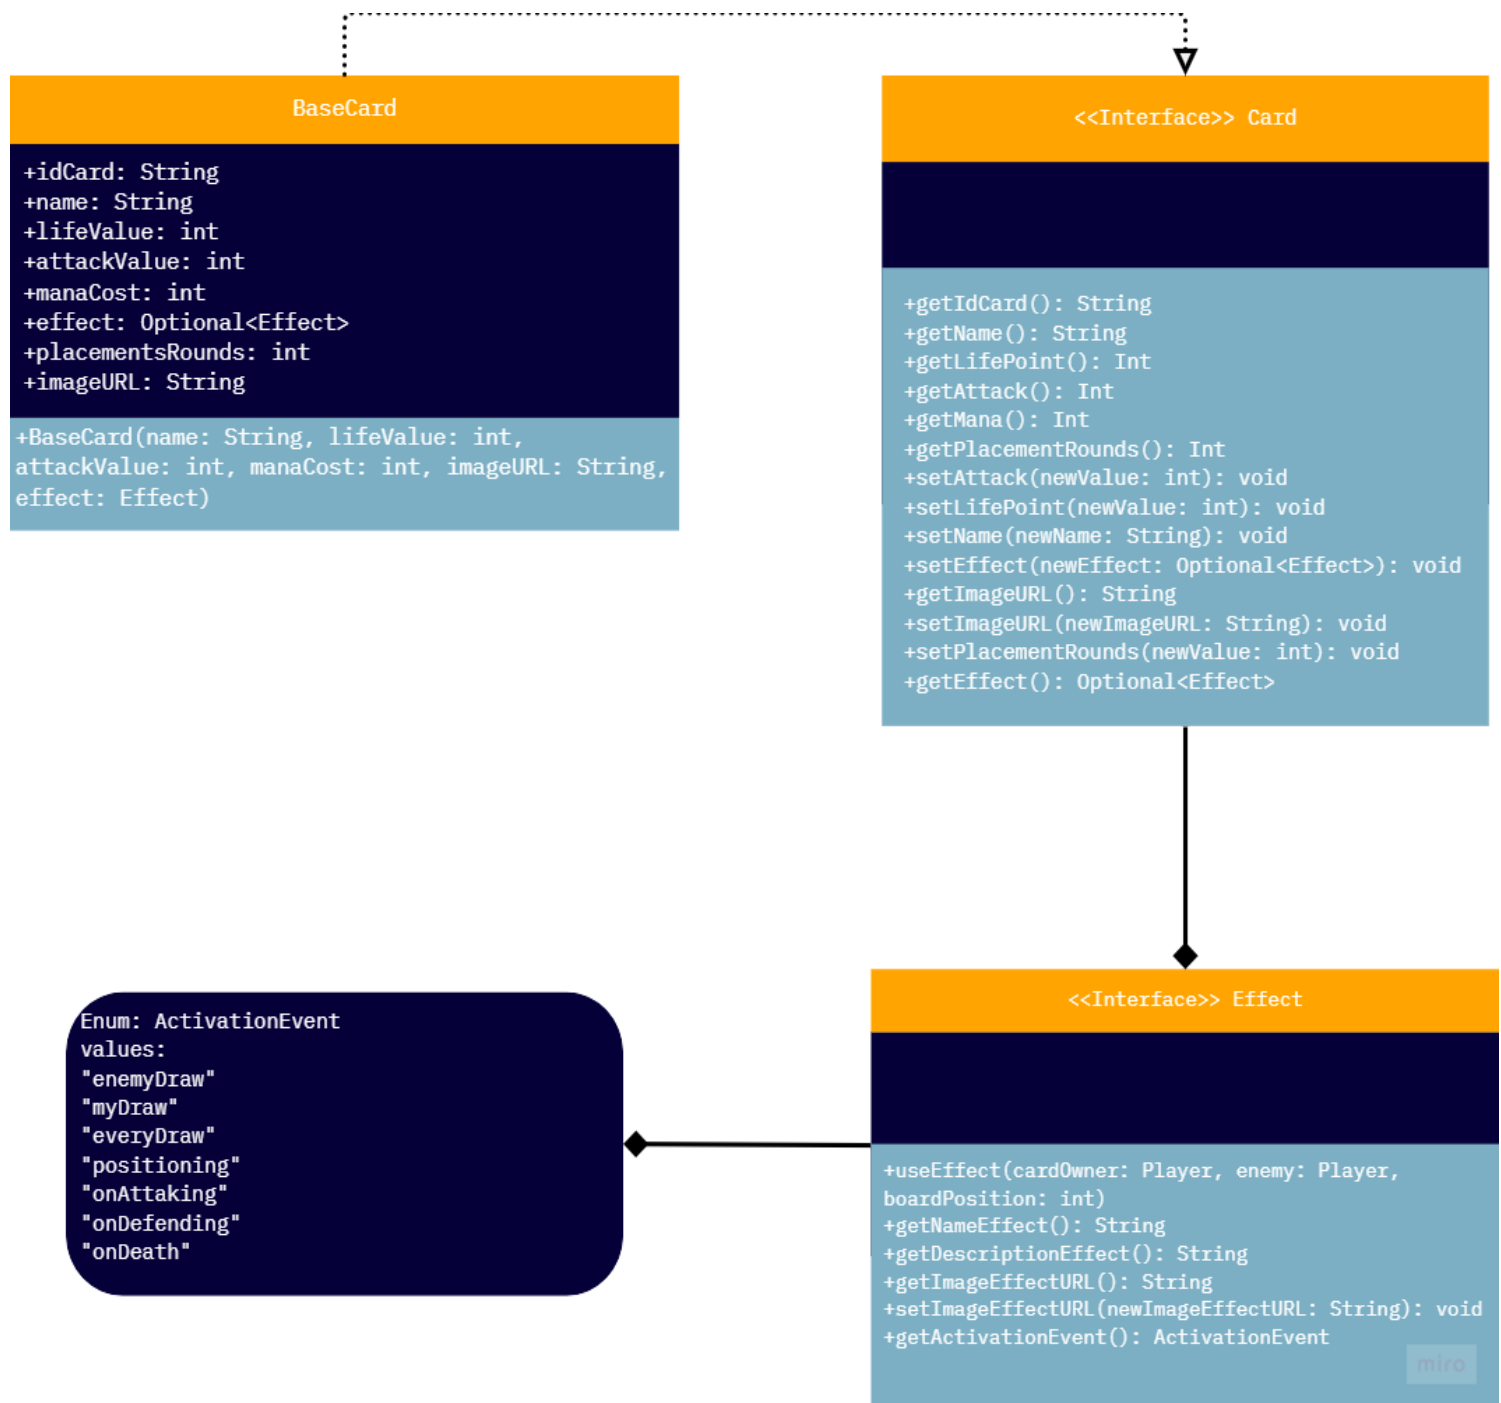 BaseCard
+idCard: String
+name: String
+lifeValue: int
+attackValue: int
+manaCost: int
+effect: Optional<Effect>
+placementsRounds: int
+imageURL: String
+BaseCard(name: String, lifeValue: int,
attackValue: int, manaCost: int, imageURL: String,
effect: Effect)
<<Interface>> Card
+getIdCard(): String
+getName(): String
+getLifePoint(): Int
+getAttack(): Int
+getMana(): Int
+getPlacementRounds(): Int
+setAttack(newValue: int): void
+setLifePoint(newValue: int): void
+setName(newName: String): void
+setEffect(newEffect: Optional<Effect>): void
+getImageURL(): String
+setImageURL(newImageURL: String): void
+setPlacementRounds(newValue: int): void
+getEffect(): Optional<Effect>
Enum: ActivationEvent
values:
"enemyDraw"
"myDraw"
"everyDraw"
"positioning"
"onAttaking"
"onDefending"
"onDeath"
<<Interface>> Effect
+useEffect(cardOwner: Player, enemy: Player,
boardPosition: int)
+getNameEffect(): String
+getDescriptionEffect(): String
+getImageEffectURL(): String
+setImageEffectURL(newImageEffectURL: String): void
+getActivationEvent(): ActivationEvent
miro